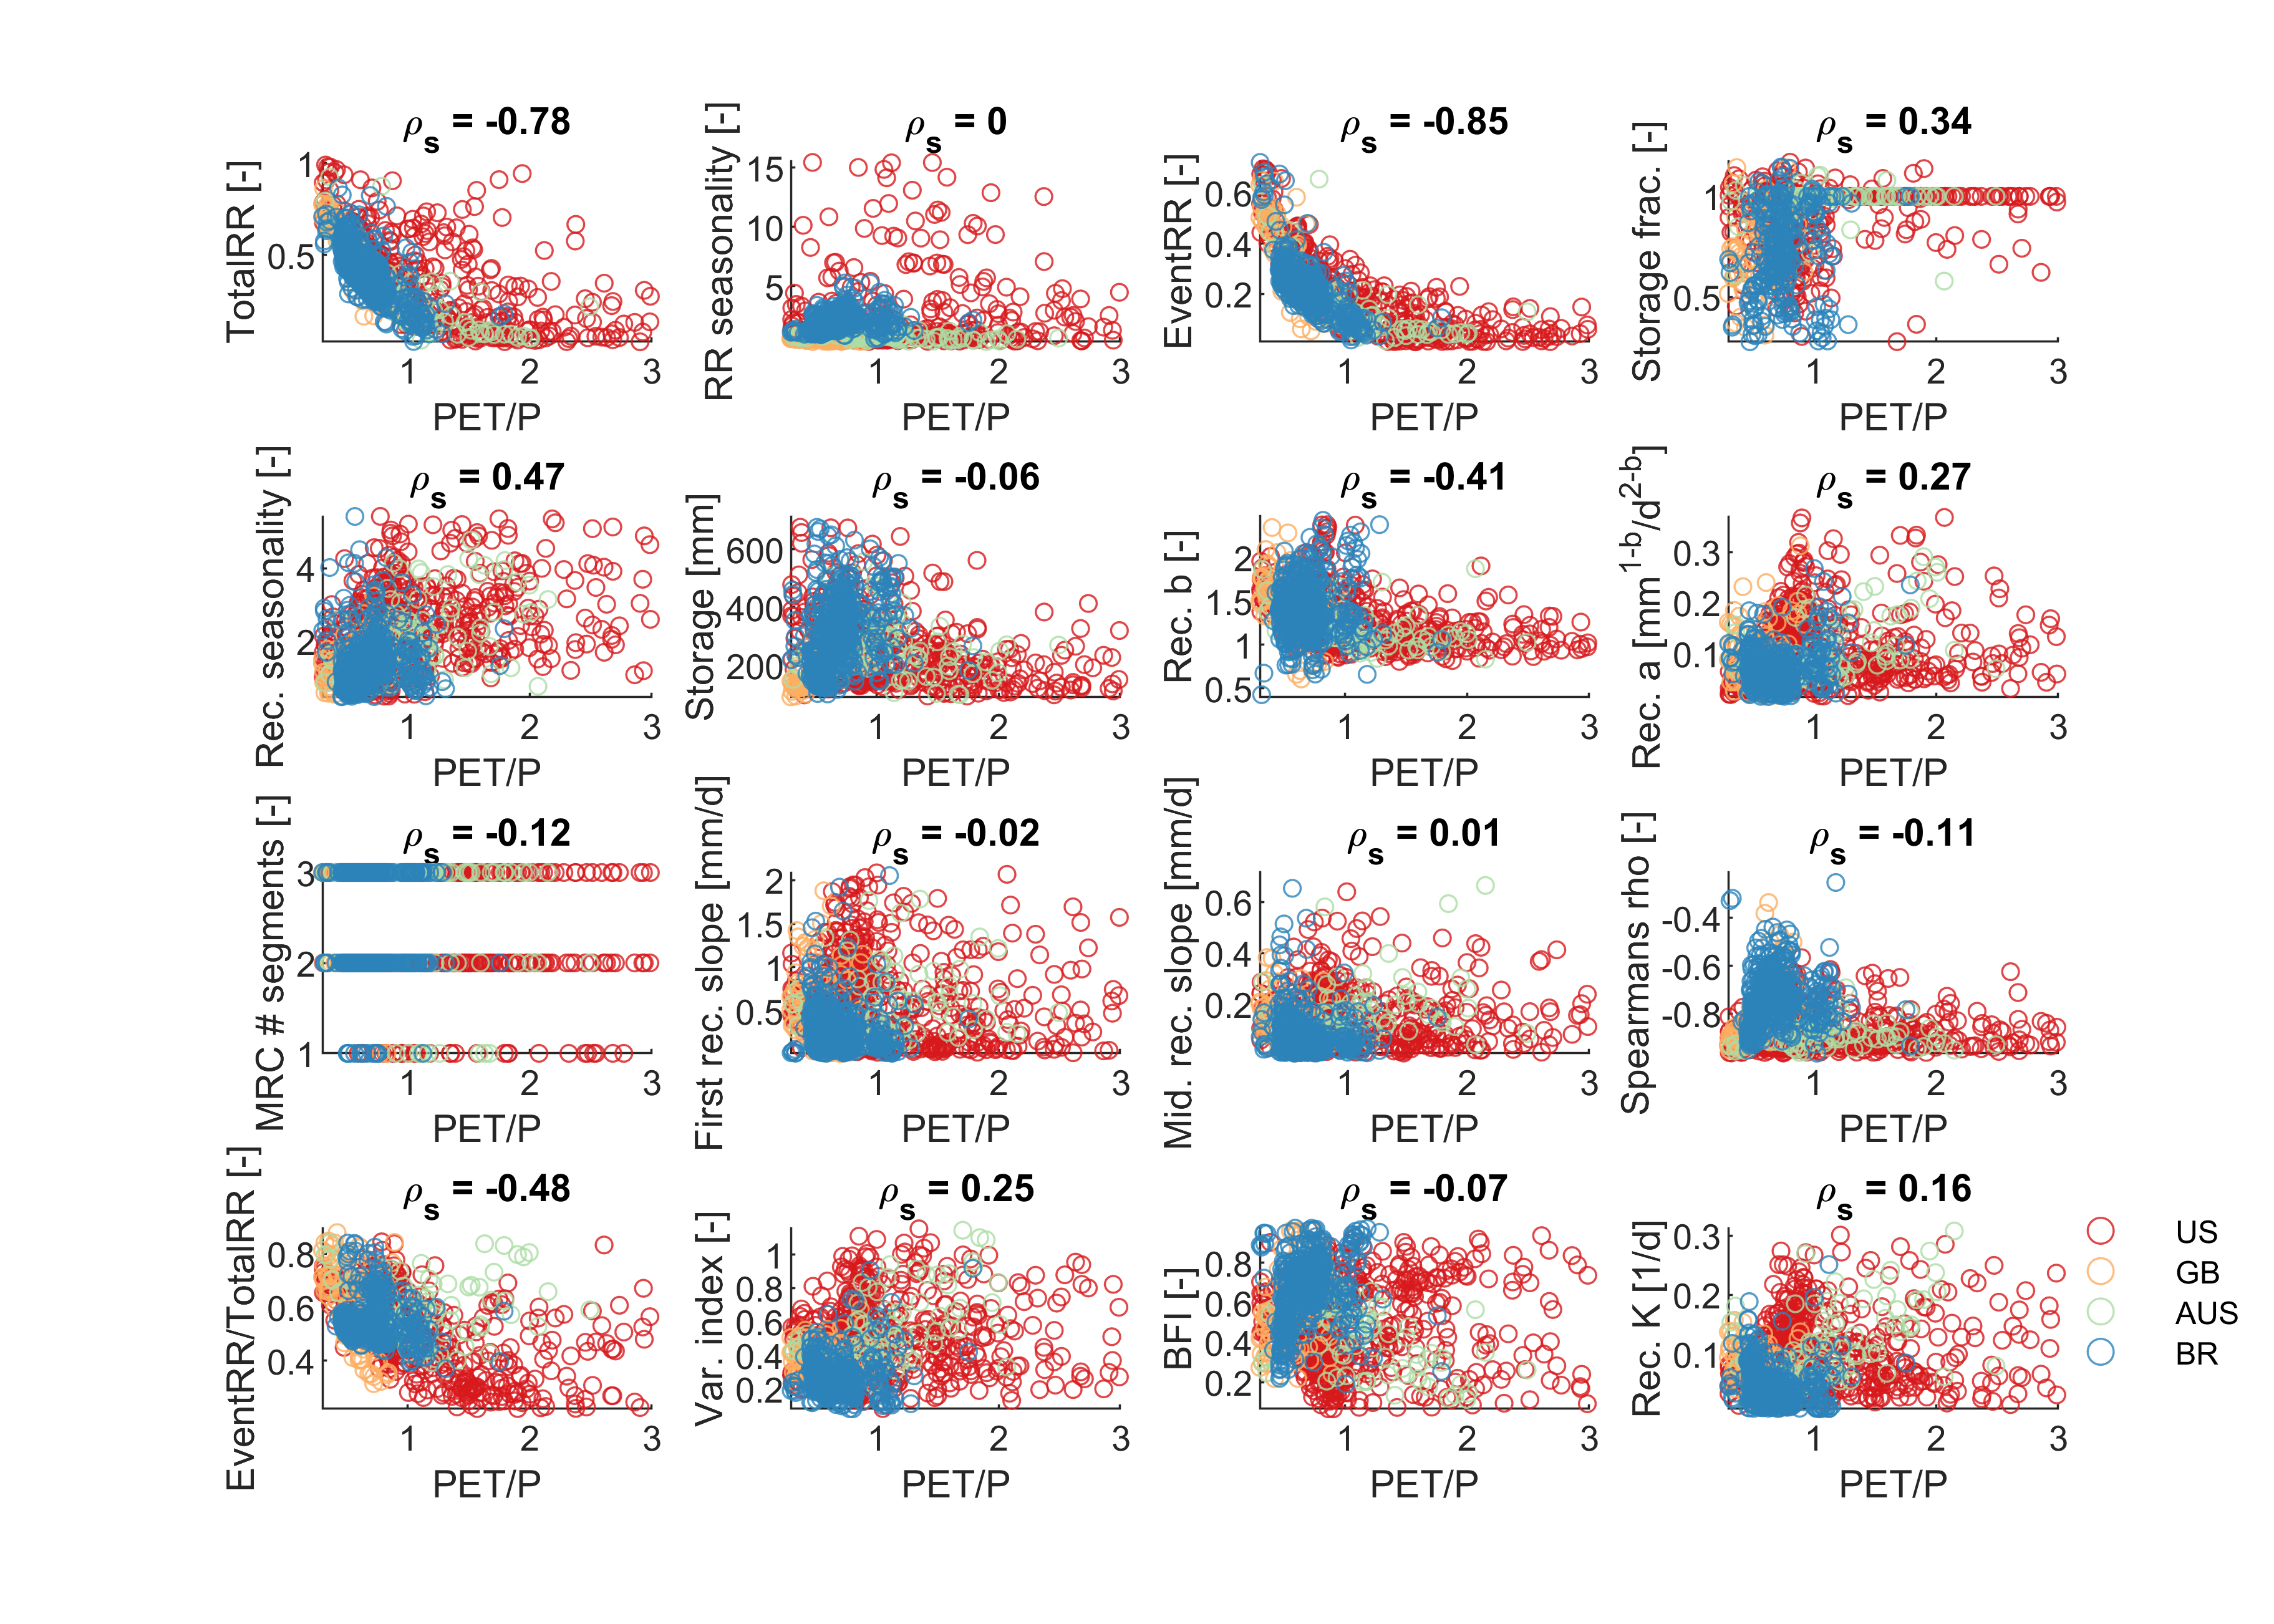 ρs = -0.78
TotalRR [-]
1
0.5
1 2 3
PET/P
ρs = 0
RR seasonality [-]
15
10
5
1 2 3
PET/P
ρs = -0.85
EventRR [-]
0.6
0.4
0.2
1 2 3
PET/P
ρs = 0.34
Storage frac. [-]
1
0.5
1 2 3
PET/P
ρs = 0.47
Rec. seasonality [-]
4
2
1 2 3
PET/P
ρs = -0.06
Storage [mm]
600
400
200
1 2 3
PET/P
ρs = -0.41
Rec. b [-]
2
1.5
1
0.5
1 2 3
PET/P
ρs = 0.27
Rec. a [mm1-b/d2-b]
0.3
0.2
0.1
1 2 3
PET/P
ρs = -0.12
MRC # segments [-]
3
2
1
1 2 3
PET/P
ρs = -0.02
First rec. slope [mm/d]
2
1.5
1
0.5
1 2 3
PET/P
ρs = 0.01
Mid. rec. slope [mm/d]
0.6
0.4
0.2
1 2 3
PET/P
ρs = -0.11
Spearmans rho [-]
-0.4
-0.6
-0.8
1 2 3
PET/P
ρs = -0.48
EventRR/TotalRR [-]
0.8
0.6
0.4
1 2 3
PET/P
ρs = 0.25
Var. index [-]
1
0.8
0.6
0.4
0.2
1 2 3
PET/P
ρs = -0.07
BFI [-]
0.8
0.6
0.4
0.2
1 2 3
PET/P
ρs = 0.16
Rec. K [1/d]
0.3
0.2
0.1
1 2 3
PET/P
US
GB
AUS
BR